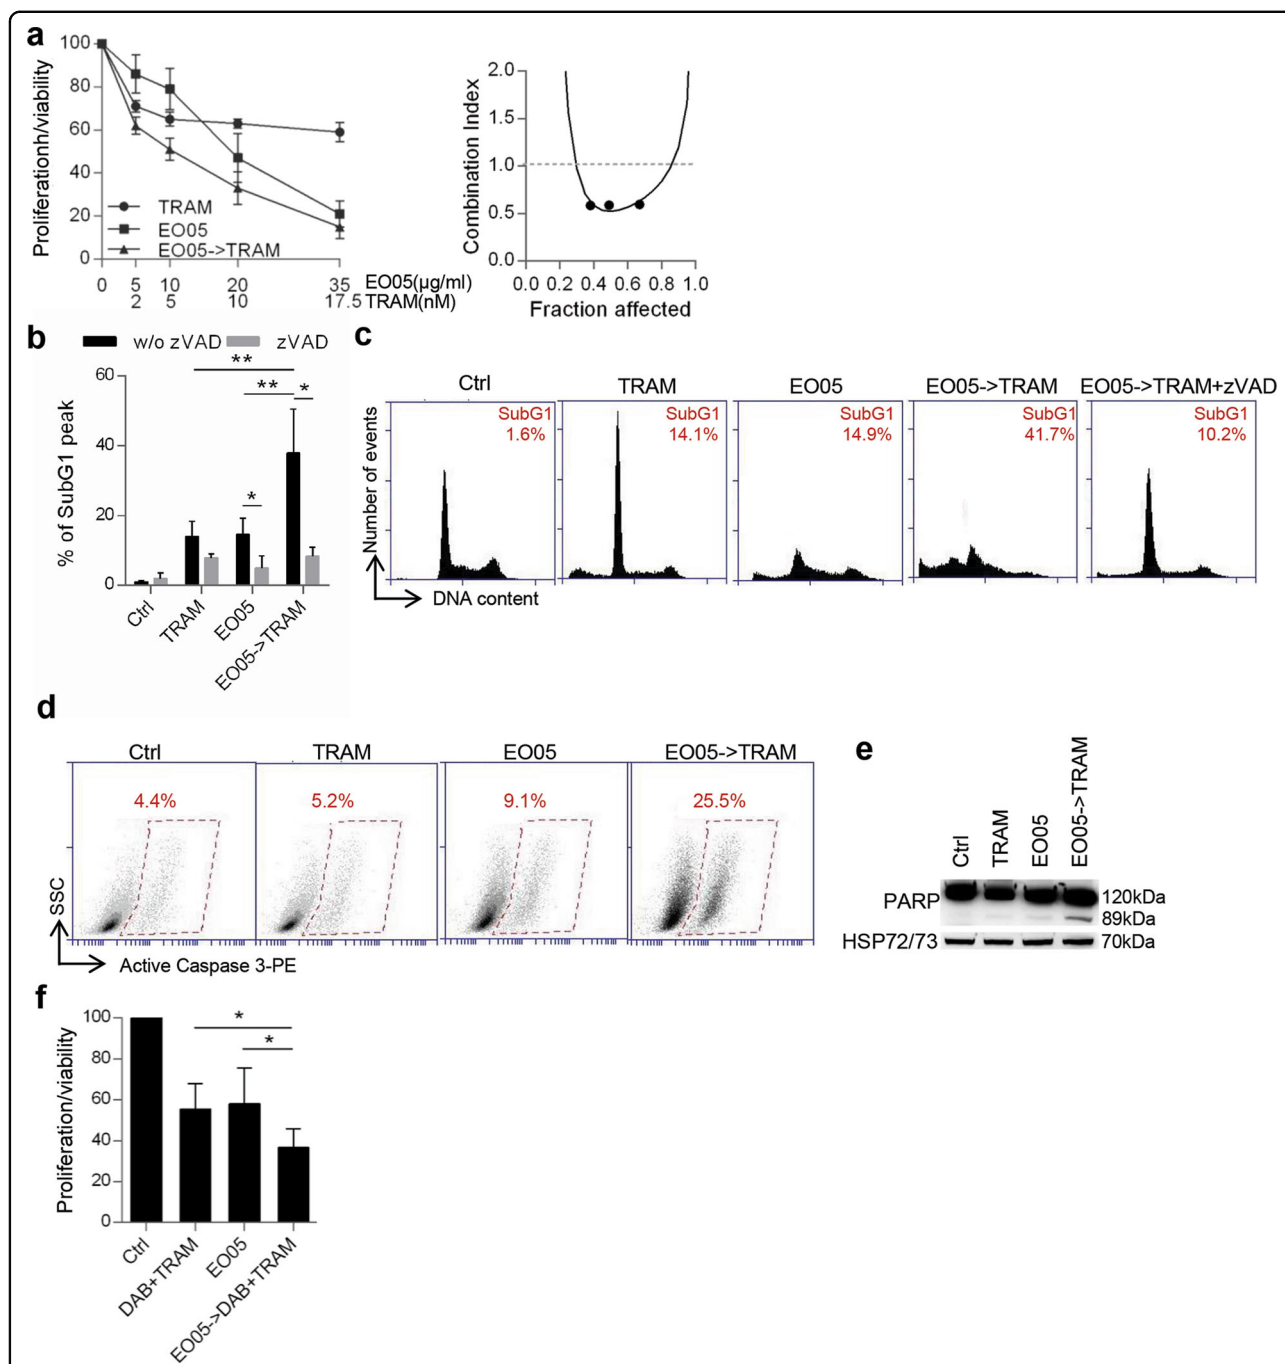 a
100
80
60
40
20
0
Proliferationh/viability
TRAM
EO05
EO05->TRAM
0 5 10 20 35 EO05(µg/ml)
2 5 10 17.5 TRAM(nM)
2.0
1.5
1.0
0.5
0.0
Combination Index
0.0 0.2 0.4 0.6 0.8 1.0
Fraction affected
b
w/o zVAD zVAD
60
40
20
0
% of SubG1 peak
**
** *
*
Ctrl
TRAM
EO05
EO05->TRAM
c
Ctrl TRAM EO05 EO05->TRAM EO05->TRAM+zVAD
SubG1 SubG1 SubG1 SubG1 SubG1
1.6% 14.1% 14.9% 41.7% 10.2%
Number of events
DNA content
d
Ctrl TRAM EO05 EO05->TRAM
4.4% 5.2% 9.1% 25.5%
SSC
Active Caspase 3-PE
e
Ctrl
TRAM
EO05
EO05->TRAM
PARP 120kDa
89kDa
HSP72/73 70kDa
f
100
80
60
40
20
0
Proliferation/viability
*
*
Ctrl
DAB+TRAM
EO05
EO05->DAB+TRAM